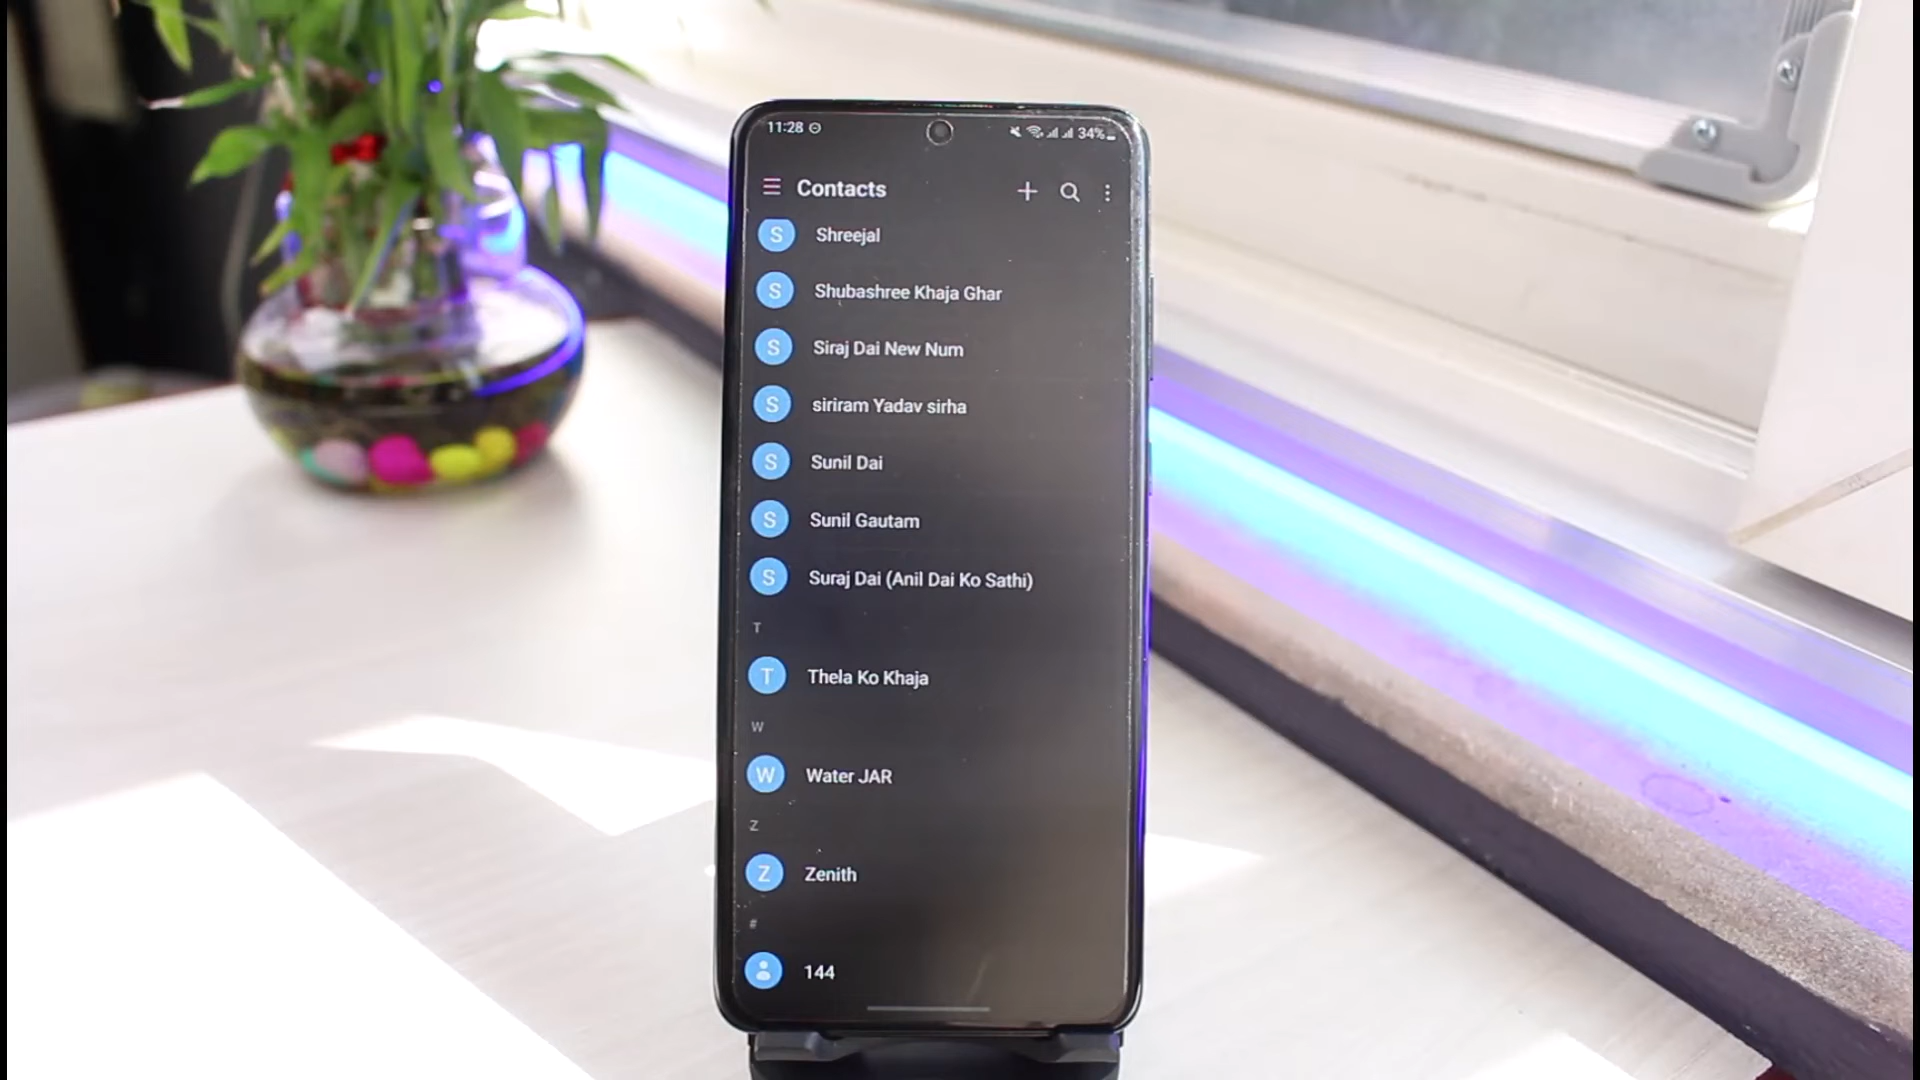 11:28 34%
Contacts
S Shreejal
S Shubashree Khaja Ghar
S Siraj Dai New Num
S siriram Yadav sirha
S Sunil Dai
S Sunil Gautam
S Suraj Dai (Anil Dai Ko Sathi)
T
T Thela Ko Khaja
W
W Water JAR
Z
Z Zenith
#
144